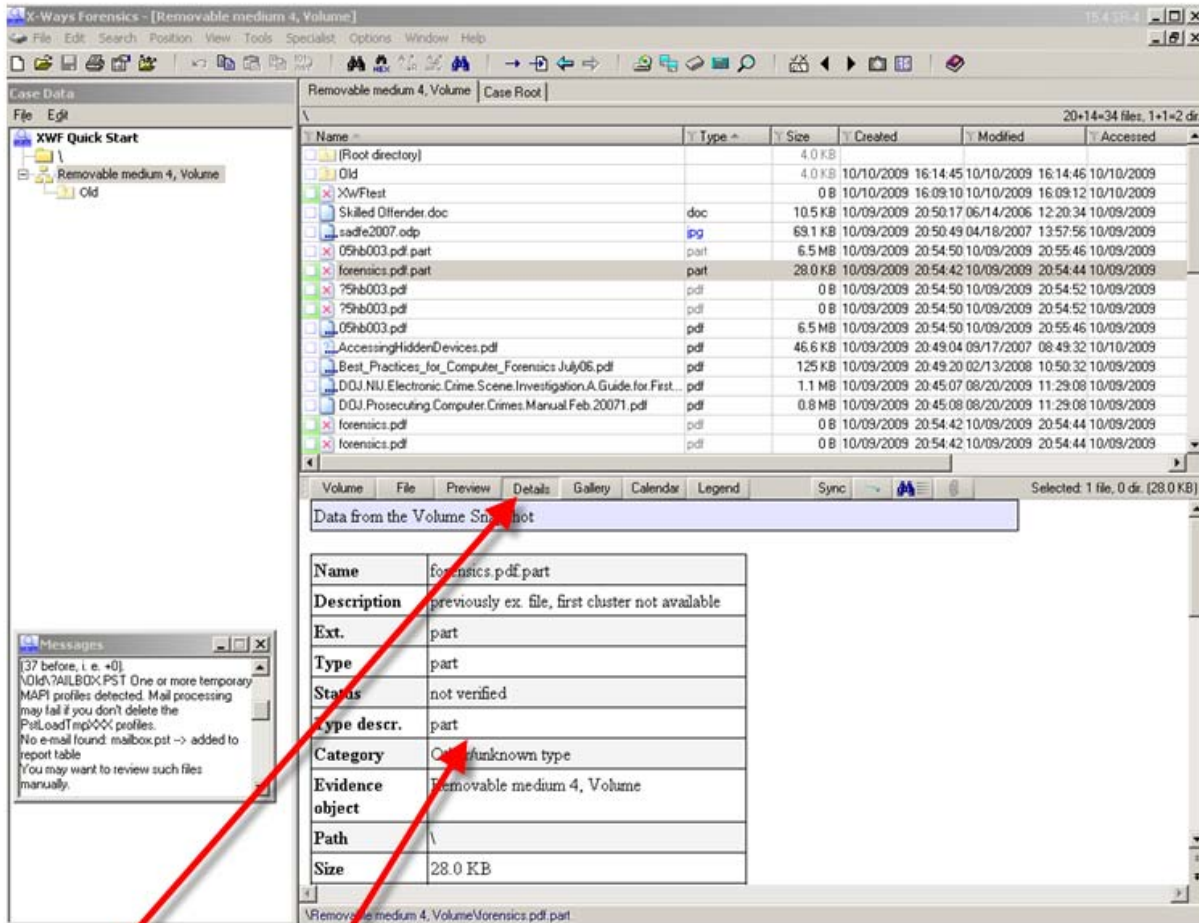 X-Ways Forensics - [Removable medium 4, Volume] 15.4 SR-4
File Edit Search Position View Tools Specialist Options Window Help
Case Data
File Edit
XWF Quick Start
\
Removable medium 4, Volume
Old
Removable medium 4, Volume Case Root
\ 20+14=34 files, 1+1=2 dir
Name Type Size Created Modified Accessed
(Root directory) 4.0 KB
Old 4.0 KB 10/10/2009 16:14:45 10/10/2009 16:14:46 10/10/2009
XWFtest 0 B 10/10/2009 16:09:10 10/10/2009 16:09:12 10/10/2009
Skilled Offender.doc doc 10.5 KB 10/09/2009 20:50:17 06/14/2006 12:20:34 10/09/2009
sadfe2007.odp jpg 69.1 KB 10/09/2009 20:50:49 04/18/2007 13:57:56 10/09/2009
05hb003.pdf.part part 6.5 MB 10/09/2009 20:54:50 10/09/2009 20:55:46 10/09/2009
forensics.pdf.part part 28.0 KB 10/09/2009 20:54:42 10/09/2009 20:54:44 10/09/2009
?5hb003.pdf pdf 0 B 10/09/2009 20:54:50 10/09/2009 20:54:52 10/09/2009
?5hb003.pdf pdf 0 B 10/09/2009 20:54:50 10/09/2009 20:54:52 10/09/2009
05hb003.pdf pdf 6.5 MB 10/09/2009 20:54:50 10/09/2009 20:55:46 10/09/2009
AccessingHiddenDevices.pdf pdf 46.6 KB 10/09/2009 20:49:04 09/17/2007 08:49:32 10/10/2009
Best_Practices_for_Computer_Forensics July06.pdf pdf 125 KB 10/09/2009 20:49:20 02/13/2008 10:50:32 10/09/2009
DOJ.NIJ.Electronic.Crime.Scene.Investigation.A.Guide.for.First... pdf 1.1 MB 10/09/2009 20:45:07 08/20/2009 11:29:08 10/09/2009
DOJ.Prosecuting.Computer.Crimes.Manual.Feb.20071.pdf pdf 0.8 MB 10/09/2009 20:45:08 08/20/2009 11:29:08 10/09/2009
forensics.pdf pdf 0 B 10/09/2009 20:54:42 10/09/2009 20:54:44 10/09/2009
forensics.pdf pdf 0 B 10/09/2009 20:54:42 10/09/2009 20:54:44 10/09/2009
Volume File Preview Details Gallery Calendar Legend Sync Selected: 1 file, 0 dir. (28.0 KB)
Data from the Volume Snapshot
Name forensics.pdf.part
Description previously ex. file, first cluster not available
Ext. part
Type part
Status not verified
Type descr. part
Category Other/unknown type
Evidence object Removable medium 4, Volume
Path \
Size 28.0 KB
Messages
(37 before, i. e. +0).
\Old\?AILBOX.PST One or more temporary
MAPI profiles detected. Mail processing
may fail if you don't delete the
PstLoadTmpXXX profiles.
No e-mail found: mailbox.pst --> added to
report table
You may want to review such files
manually.
\Removable medium 4, Volume\forensics.pdf.part